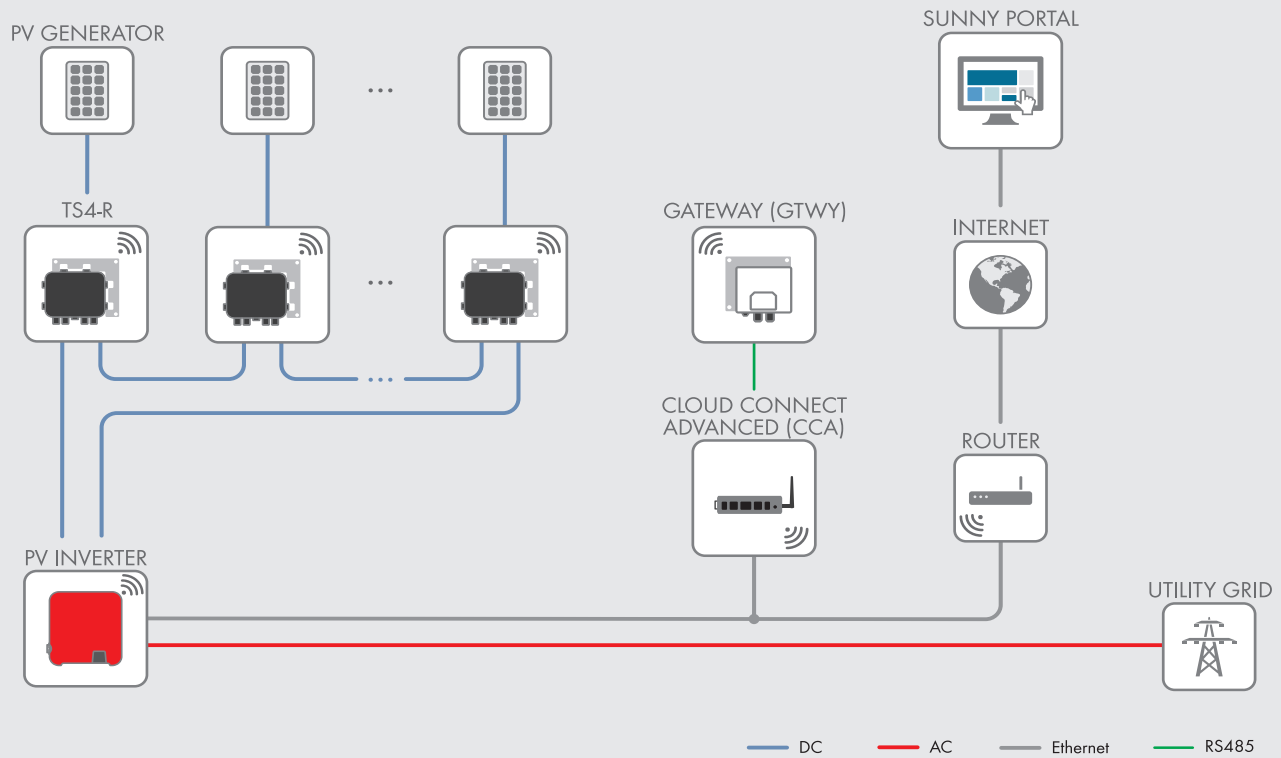 PV GENERATOR
SUNNY PORTAL
...
TS4-R
GATEWAY (GTWY)
INTERNET
...
...
CLOUD CONNECT
ADVANCED (CCA)
ROUTER
PV INVERTER
UTILITY GRID
DC
AC
Ethernet
RS485